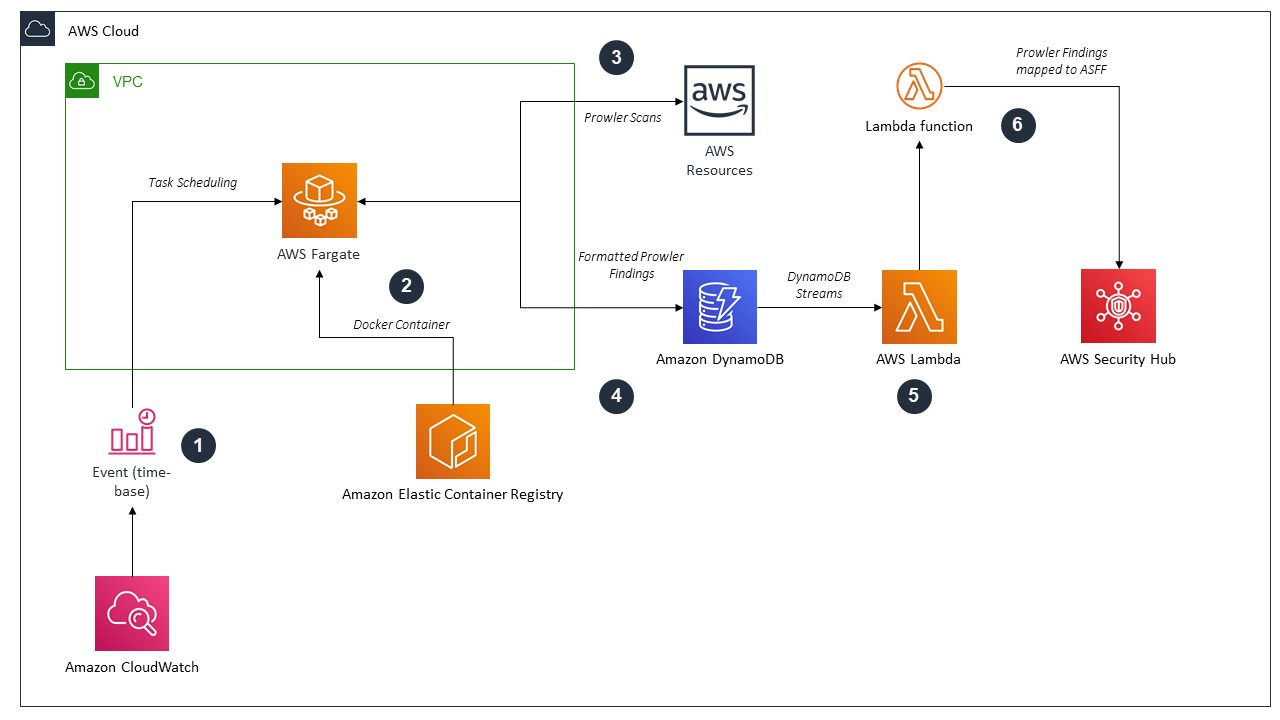 AWS Cloud
VPC
3
Prowler Scans
aws
AWS
Resources
Lambda function
Prowler Findings
mapped to ASFF
6
Task Scheduling
AWS Fargate
2
Docker Container
Formatted Prowler
Findings
Amazon DynamoDB
DynamoDB
Streams
AWS Lambda
AWS Security Hub
4
5
1
Event (time-
base)
Amazon Elastic Container Registry
Amazon CloudWatch